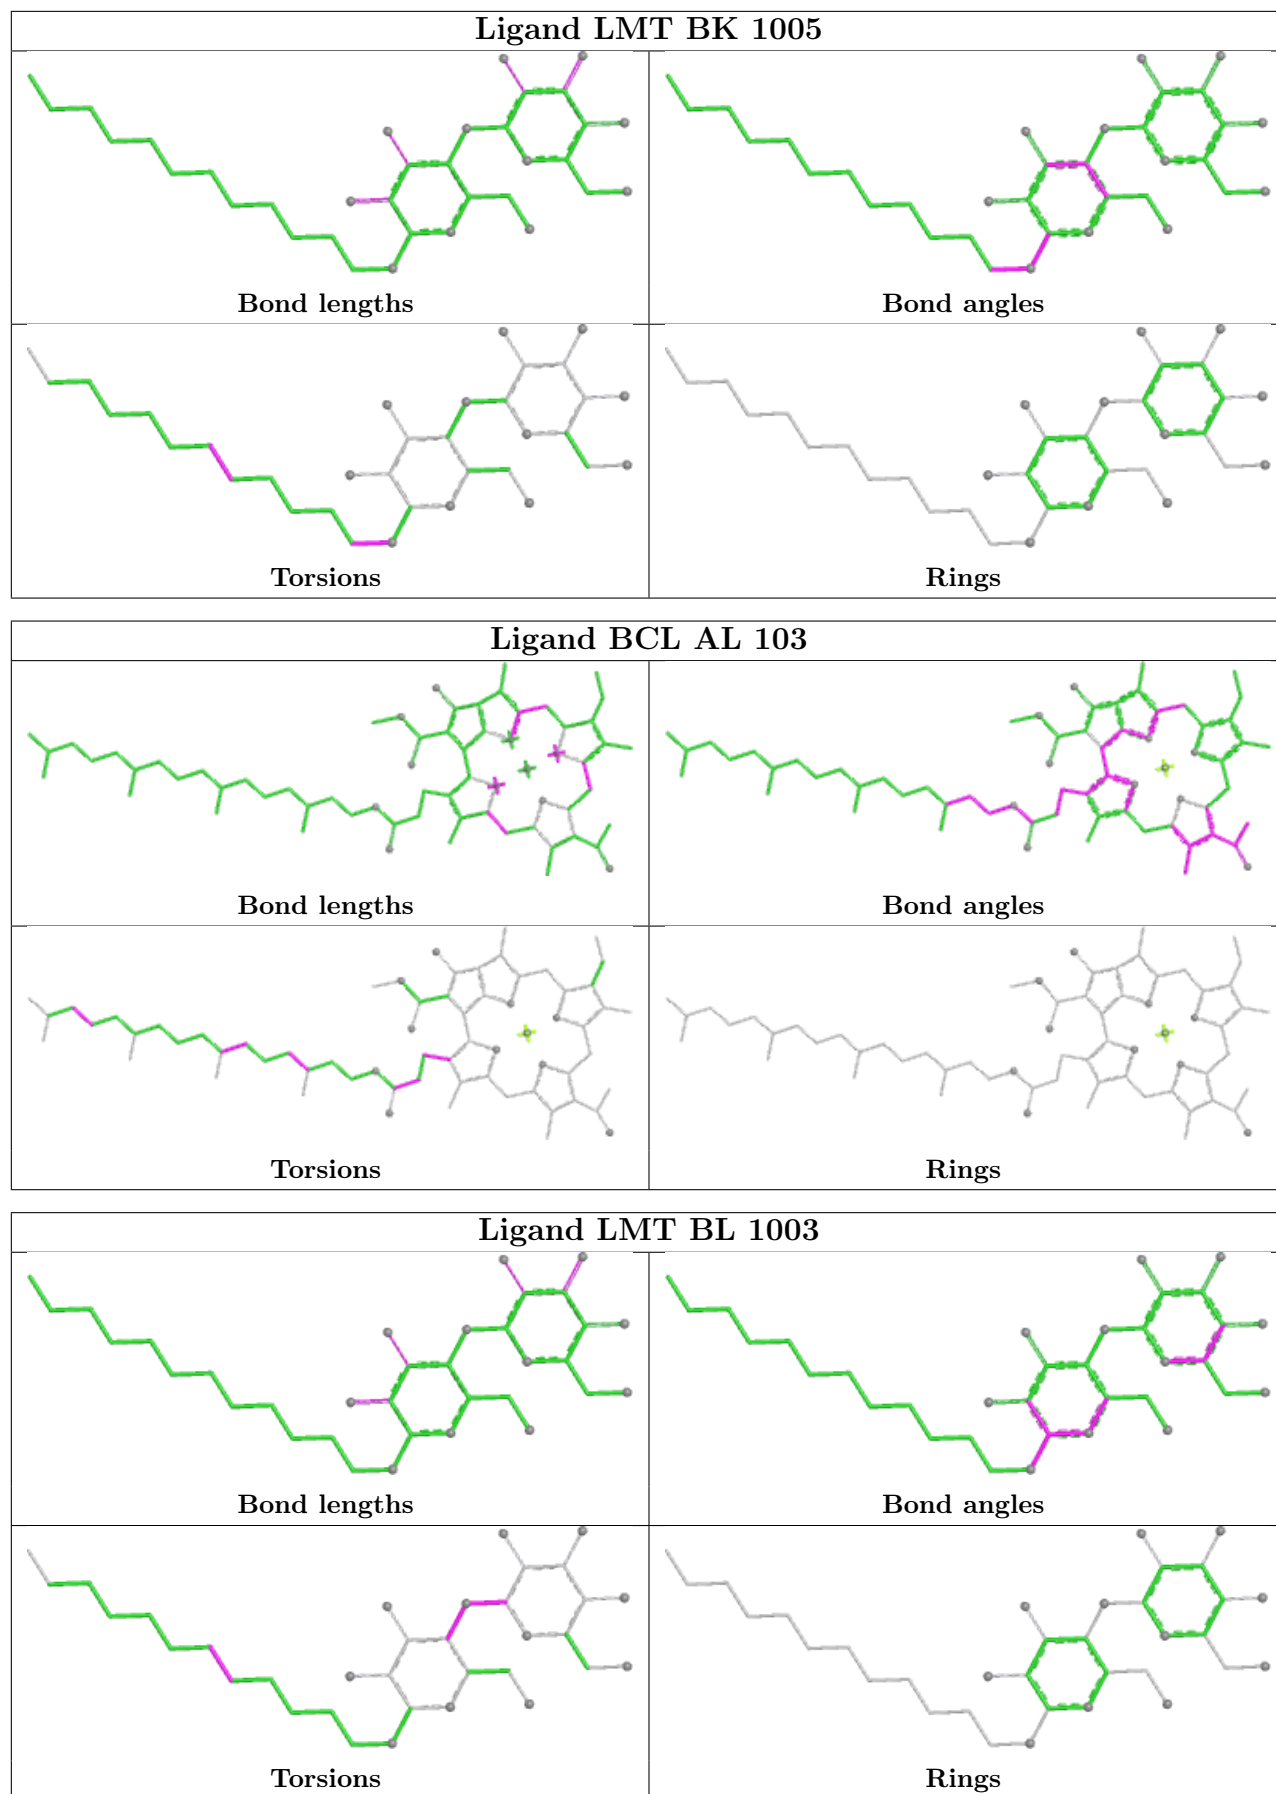 Ligand LMT BK 1005
Bond lengths
Bond angles
Torsions
Rings
Ligand BCL AL 103
Bond lengths
Bond angles
Torsions
Rings
Ligand LMT BL 1003
Bond lengths
Bond angles
Torsions
Rings